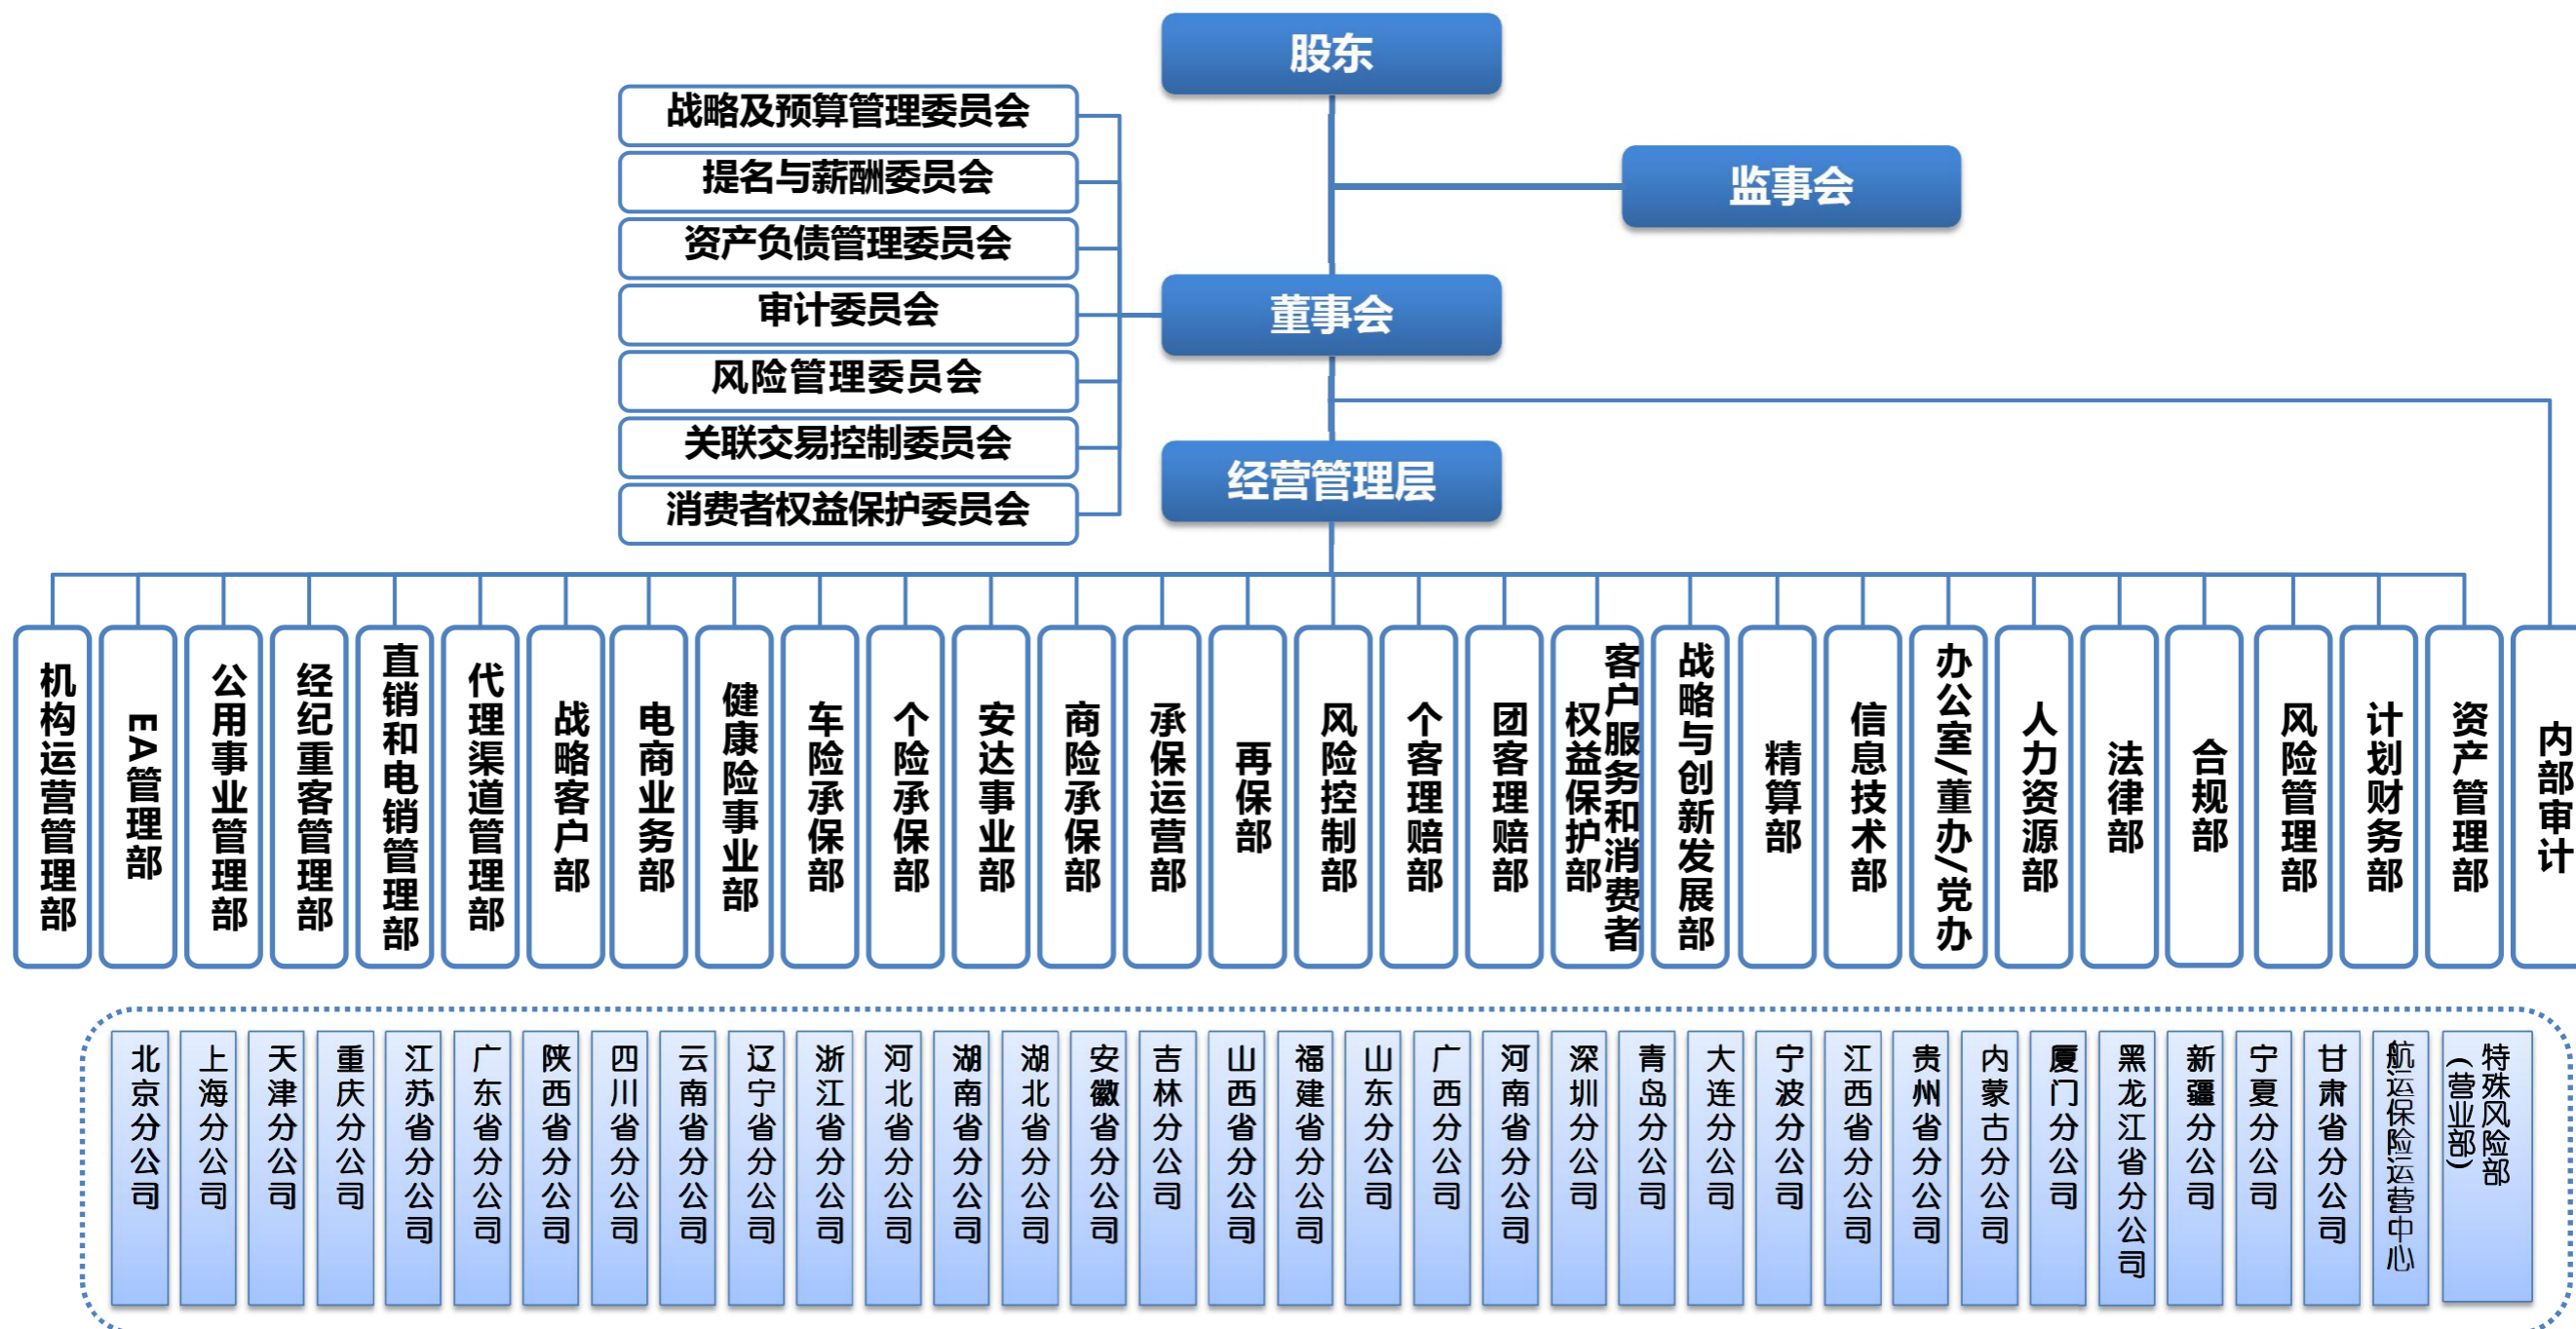 股东
战略及预算管理委员会
提名与薪酬委员会
监事会
资产负债管理委员会
审计委员会
董事会
风险管理委员会
关联交易控制委员会
经营管理层
消费者权益保护委员会
机构运营管理部
EA管理部
公用事业管理部
经纪重客管理部
直销和电销管理部
代理渠道管理部
战略客户部
电商业务部
健康险事业部
车险承保部
个险承保部
安达事业部
商险承保部
承保运营部
再保部
风险控制部
个客理赔部
团客理赔部
客户服务和消费者
权益保护部
战略与创新发展部
精算部
信息技术部
办公室/董办/党办
人力资源部
法律部
合规部
风险管理部
计划财务部
资产管理部
内部审计
北京分公司
上海分公司
天津分公司
重庆分公司
江苏省分公司
广东省分公司
陕西省分公司
四川省分公司
云南省分公司
辽宁省分公司
浙江省分公司
河北省分公司
湖南省分公司
湖北省分公司
安徽省分公司
吉林分公司
山西省分公司
福建省分公司
山东分公司
广西分公司
河南省分公司
深圳分公司
青岛分公司
大连分公司
宁波分公司
江西省分公司
贵州省分公司
内蒙古分公司
厦门分公司
黑龙江省分公司
新疆分公司
宁夏分公司
甘肃省分公司
航运保险运营中心
特殊风险部
(营业部)